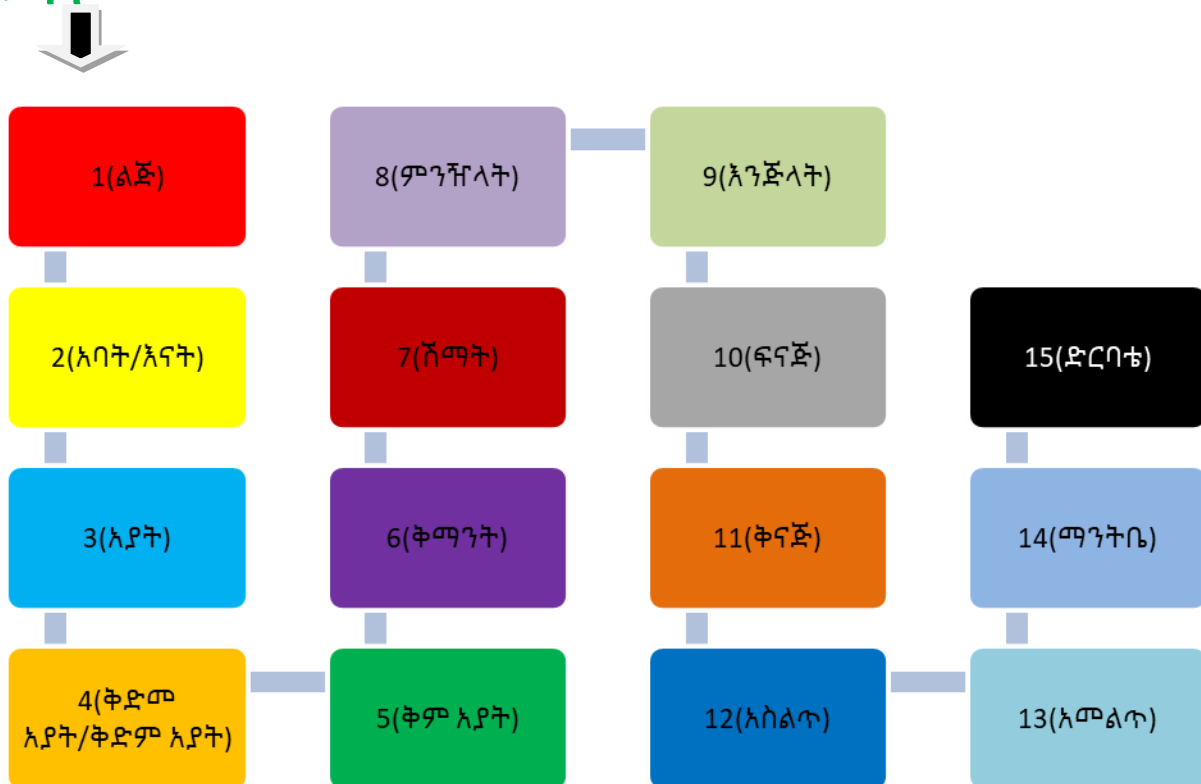 1(ልጅ)
2(አባት/እናት)
3(አያት)
4(ቅድመ
አያት/ቅድም አያት)
5(ቅም አያት)
6(ቅማንት)
7(ሽማት)
8(ምንዥላት)
9(እንጅላት)
10(ፍናጅ)
11(ቅናጅ)
12(አስልጥ)
13(አመልጥ)
14(ማንትቤ)
15(ድርባቴ)